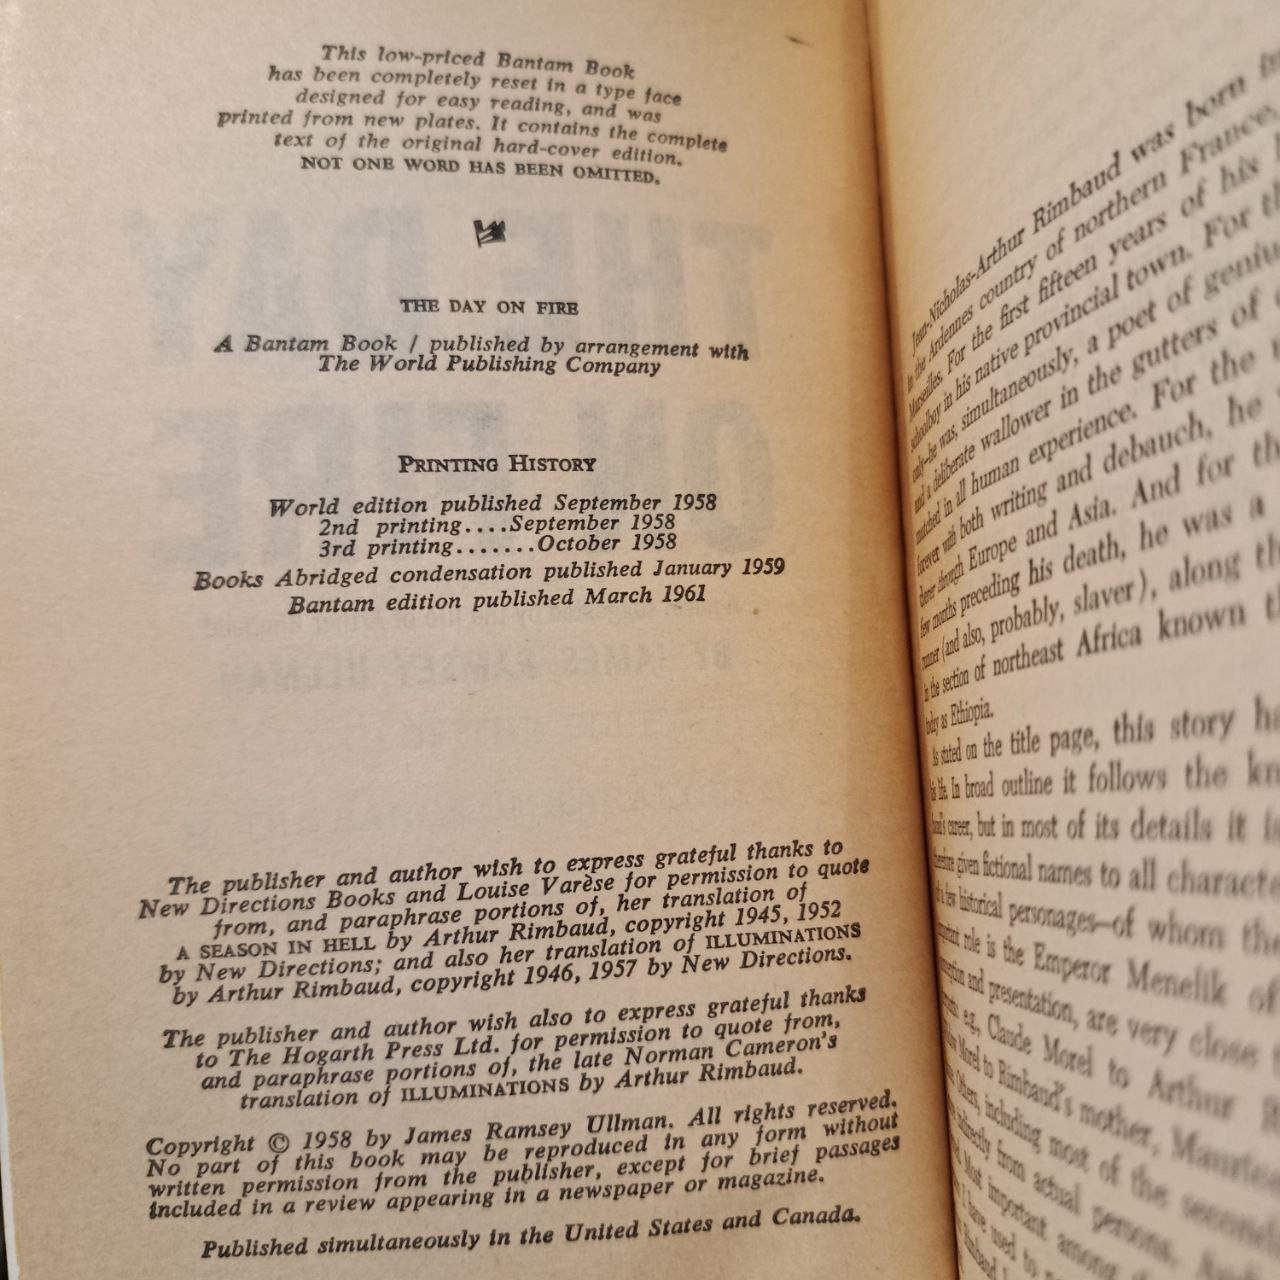 This low-priced Bantam Book
has been completely reset in a type face
designed for easy reading, and was
printed from new plates. It contains the complete
text of the original hard-cover edition.
NOT ONE WORD HAS BEEN OMITTED.
THE DAY ON FIRE
A Bantam Book / published by arrangement with
The World Publishing Company
PRINTING HISTORY
World edition published September 1958
2nd printing....September 1958
3rd printing.......October 1958
Books Abridged condensation published January 1959
Bantam edition published March 1961
The publisher and author wish to express grateful thanks to
New Directions Books and Louise Varèse for permission to quote
from, and paraphrase portions of, her translation of
A SEASON IN HELL by Arthur Rimbaud, copyright 1945, 1952
by New Directions; and also her translation of ILLUMINATIONS
by Arthur Rimbaud, copyright 1946, 1957 by New Directions.
The publisher and author wish also to express grateful thanks
to The Hogarth Press Ltd. for permission to quote from,
and paraphrase portions of, the late Norman Cameron's
translation of ILLUMINATIONS by Arthur Rimbaud.
Copyright © 1958 by James Ramsey Ullman. All rights reserved.
No part of this book may be reproduced in any form without
written permission from the publisher, except for brief passages
included in a review appearing in a newspaper or magazine.
Published simultaneously in the United States and Canada.
Jean-Nicholas-Arthur Rimbaud was born
in the Ardennes country of northern France,
Marseilles. For the first fifteen years of his
schoolboy in his native provincial town. For
only—he was, simultaneously, a poet of
and a deliberate wallower in the gutters of
matched in all human experience. For the
forever with both writing and debauch, he
through Europe and Asia. And for
few months preceding his death, he was a
runner (and also, probably, slaver), along
in the section of northeast Africa known
today as Ethiopia.
As stated on the title page, this story
his life. In broad outline it follows the
career, but in most of its details it
given fictional names to all
few historical personages—of whom
role is the Emperor Menelik of
and presentation, are very close
e.g., Claude Morel to Arthur
Morel to Rimbaud's mother,
Others, including most of the
indirectly from actual persons.
Most important among
I have used to
Rimbaud